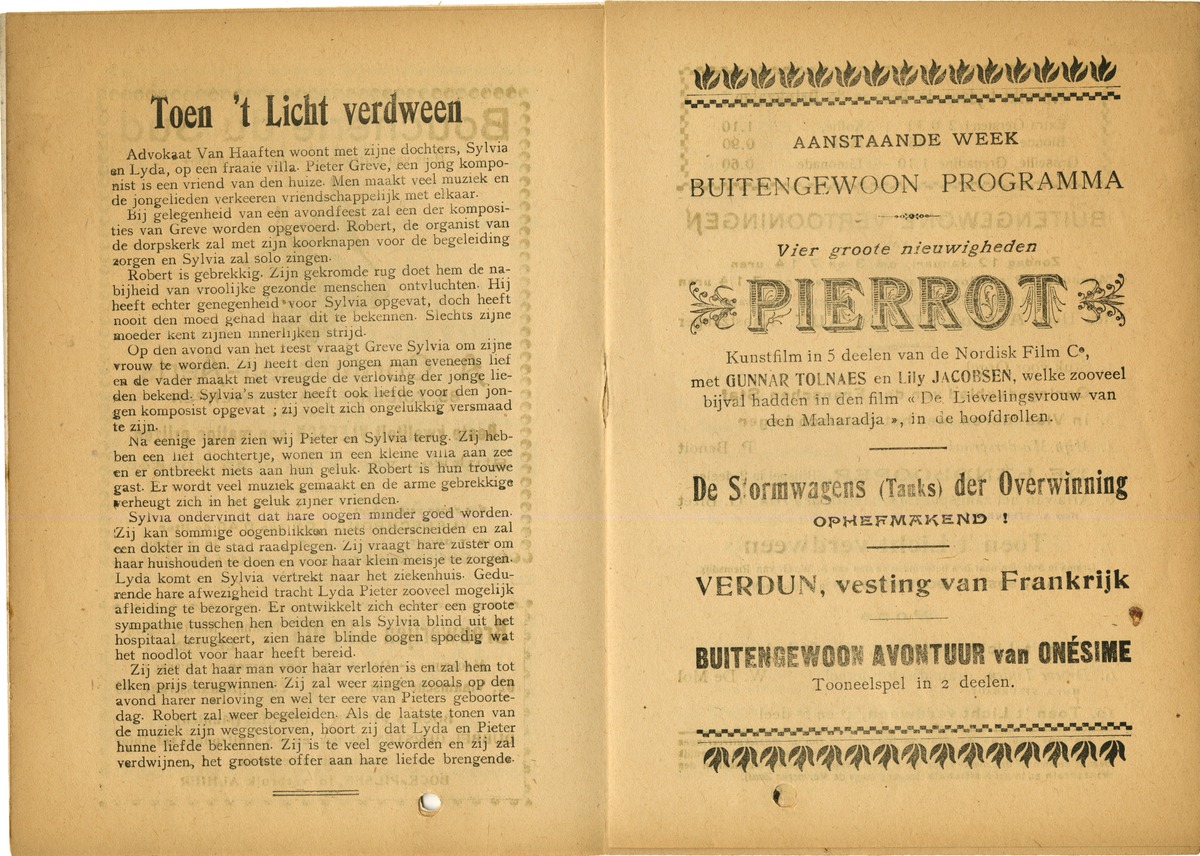 Toen 't Licht verdween
Advokaat Van Haaften woont met zijne dochters, Sylvia
en Lyda, op een fraaie villa. Pieter Greve, een jong kompo-
nist is een vriend van den huize. Men maakt veel muziek en
de jongelieden verkeeren vriendschappelijk met elkaar.
Bij gelegenheid van een avondfeest zal een der komposi-
ties van Greve worden opgevoerd. Robert, de organist van
de dorpskerk zal met zijn koorknapen voor de begeleiding
zorgen en Sylvia zal solo zingen.
Robert is gebrekkig. Zijn gekromde rug doet hem de na-
bijheid van vroolijke gezonde menschen ontvluchten. Hij
heeft echter genegenheid voor Sylvia opgevat, doch heeft
nooit den moed gehad haar dit te bekennen. Slechts zijne
moeder kent zijnen innerlijken strijd.
Op den avond van het feest vraagt Greve Sylvia om zijne
vrouw te worden. Zij heeft den jongen man eveneens lief
en de vader maakt met vreugde de verloving der jonge lie-
den bekend. Sylvia's zuster heeft ook liefde voor den jon-
gen komposist opgevat ; zij voelt zich ongelukkig versmaad
te zijn.
Na eenige jaren zien wij Pieter en Sylvia terug. Zij heb-
ben een lief dochtertje, wonen in een kleine villa aan zee
en er ontbreekt niets aan hun geluk. Robert is hun trouwe
gast. Er wordt veel muziek gemaakt en de arme gebrekkige
verheugt zich in het geluk zijner vrienden.
Sylvia ondervindt dat hare oogen minder goed worden.
Zij kan sommige oogenblikken niets onderscheiden en zal
een dokter in de stad raadplegen. Zij vraagt hare zuster om
haar huishouden te doen en voor haar klein meisje te zorgen.
Lyda komt en Sylvia vertrekt naar het ziekenhuis. Gedu-
rende hare afwezigheid tracht Lyda Pieter zooveel mogelijk
afleiding te bezorgen. Er ontwikkelt zich echter een groote
sympathie tusschen hen beiden en als Sylvia blind uit het
hospitaal terugkeert, zien hare blinde oogen spoedig wat
het noodlot voor haar heeft bereid.
Zij ziet dat haar man voor haar verloren is en zal hem tot
elken prijs terugwinnen. Zij zal weer zingen zooals op den
avond harer nerloving en wel ter eere van Pieters geboorte-
dag. Robert zal weer begeleiden. Als de laatste tonen van
de muziek zijn weggestorven, hoort zij dat Lyda en Pieter
hunne liefde bekennen. Zij is te veel geworden en zij zal
verdwijnen, het grootste offer aan hare liefde brengende.
AANSTAANDE WEEK
BUITENGEWOON PROGRAMMA
Vier groote nieuwigheden
PIERROT
Kunstfilm in 5 deelen van de Nordisk Film Cº,
met GUNNAR TOLNAES en Lily JACOBSEN, welke zooveel
bijval hadden in den film « De Lievelingsvrouw van
den Maharadja », in de hoofdrollen.
De Stormwagens (Tanks) der Overwinning
OPHEFMAKEND !
VERDUN, vesting van Frankrijk
BUITENGEWOON AVONTUUR van ONÉSIME
Tooneelspel in 2 deelen.